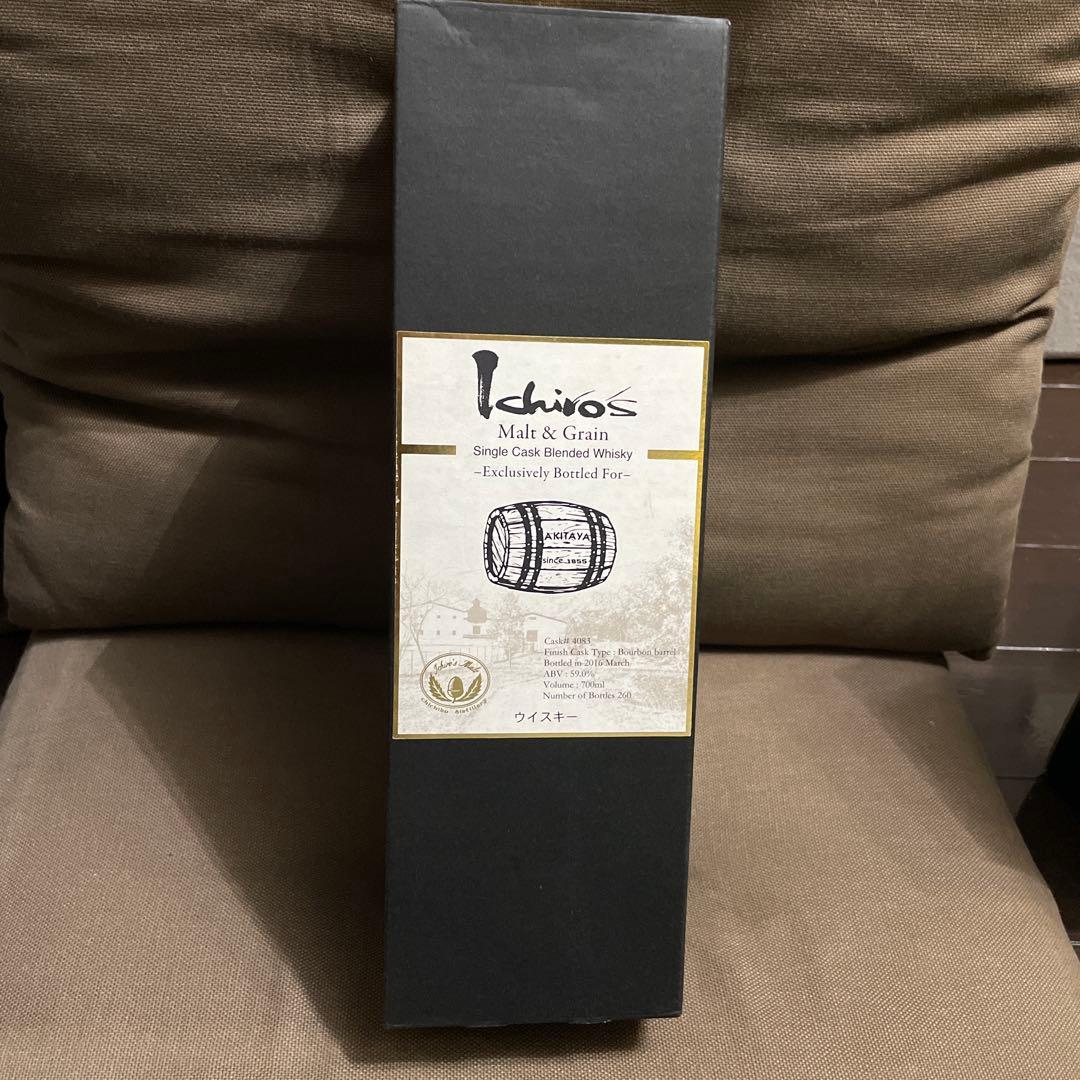 Ichiro's
Malt & Grain
Single Cask Blended Whisky
–Exclusively Bottled For–
AKITAYA
since 1855
Cask# 4083
Finish Cask Type : Bourbon barrel
Bottled in 2016 March
ABV : 59.0%
Volume : 700ml
Number of Bottles 260
Ichiro's Malt
chichibu distillery
ウイスキー